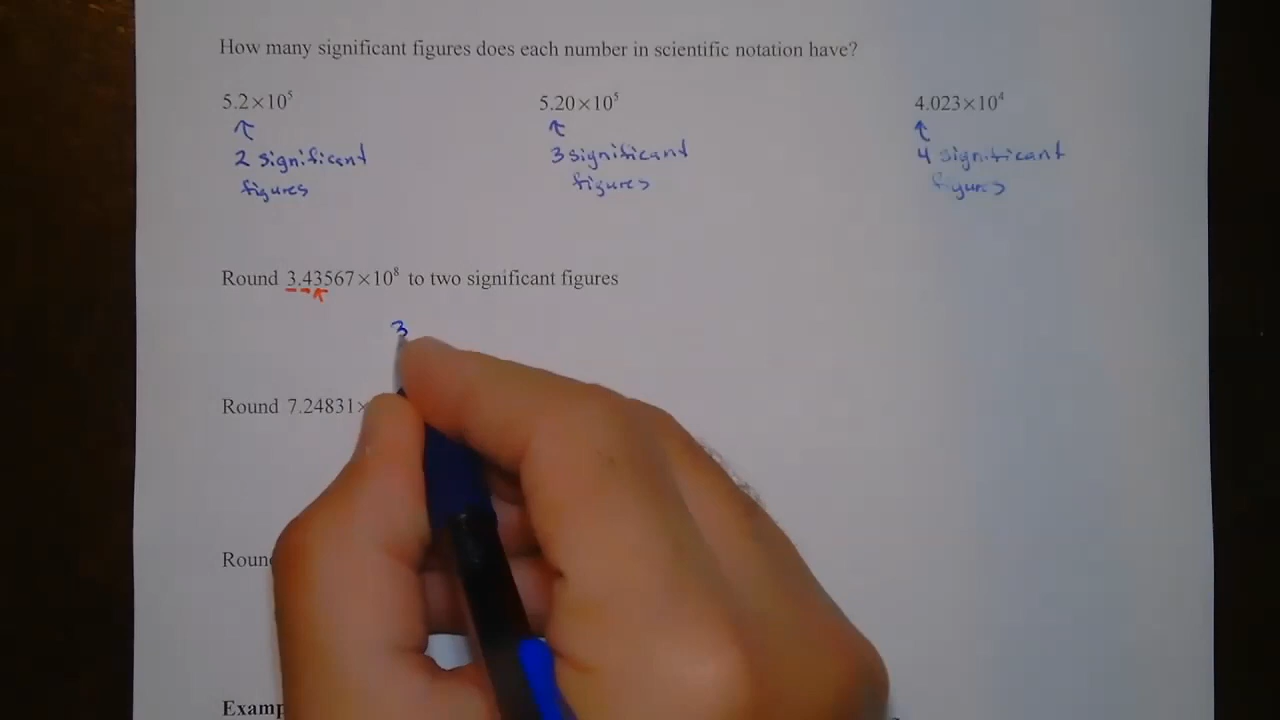 How many significant figures does each number in scientific notation have?
5.2×10⁵ 5.20×10⁵ 4.023×10⁴
2 significant 3 significant 4 significant
figures figures figures
Round 3.43567×10⁸ to two significant figures
3
Round 7.24831×